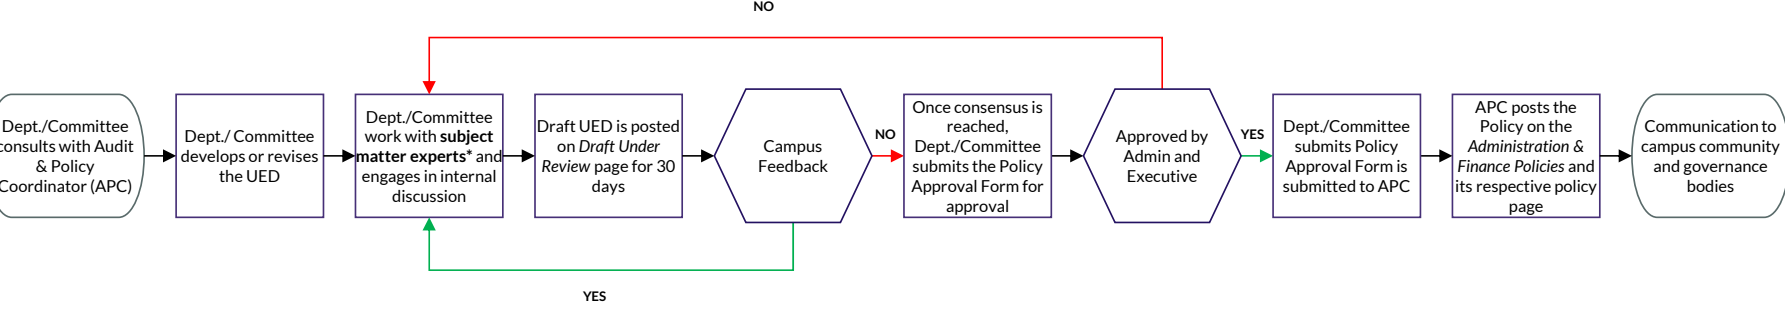 NO
Dept./Committee
consults with Audit
& Policy
Coordinator (APC)
Dept./ Committee
develops or revises
the UED
Dept./Committee
work with subject
matter experts* and
engages in internal
discussion
Draft UED is posted
on Draft Under
Review page for 30
days
Campus
Feedback
NO
Once consensus is
reached,
Dept./Committee
submits the Policy
Approval Form for
approval
Approved by
Admin and
Executive
YES
Dept./Committee
submits Policy
Approval Form is
submitted to APC
APC posts the
Policy on the
Administration &
Finance Policies and
its respective policy
page
Communication to
campus community
and governance
bodies
YES